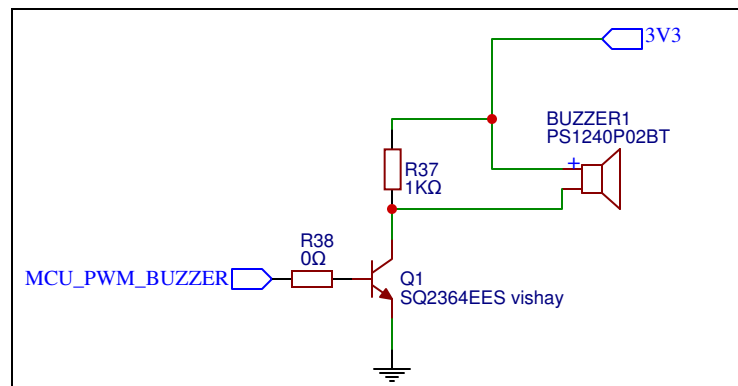 3V3
BUZZER1
PS1240P02BT
+
R37
1KΩ
R38
0Ω
MCU_PWM_BUZZER
Q1
SQ2364EES vishay